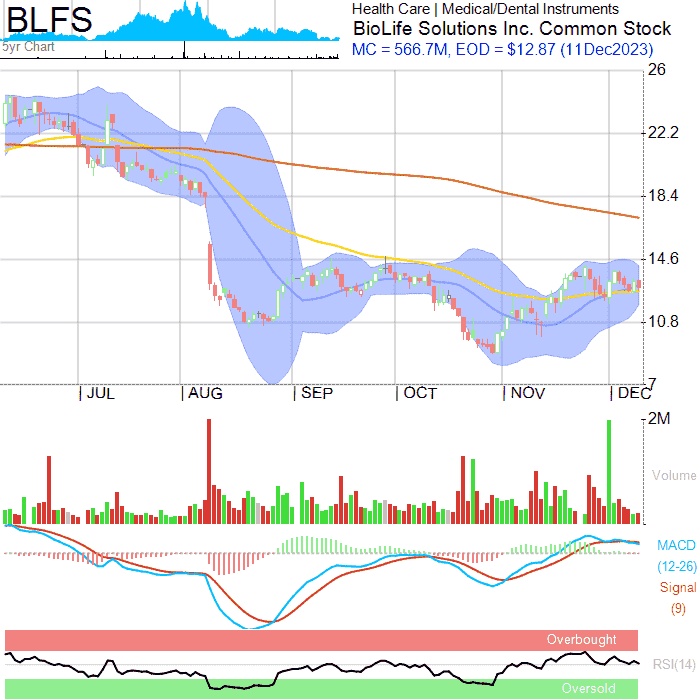 BLFS
5yr Chart
Health Care | Medical/Dental Instruments
BioLife Solutions Inc. Common Stock
MC = 566.7M, EOD = $12.87 (11Dec2023)
26
22.2
18.4
14.6
10.8
7
JUL AUG SEP OCT NOV DEC
2M
Volume
MACD
(12-26)
Signal
(9)
Overbought
RSI(14)
Oversold